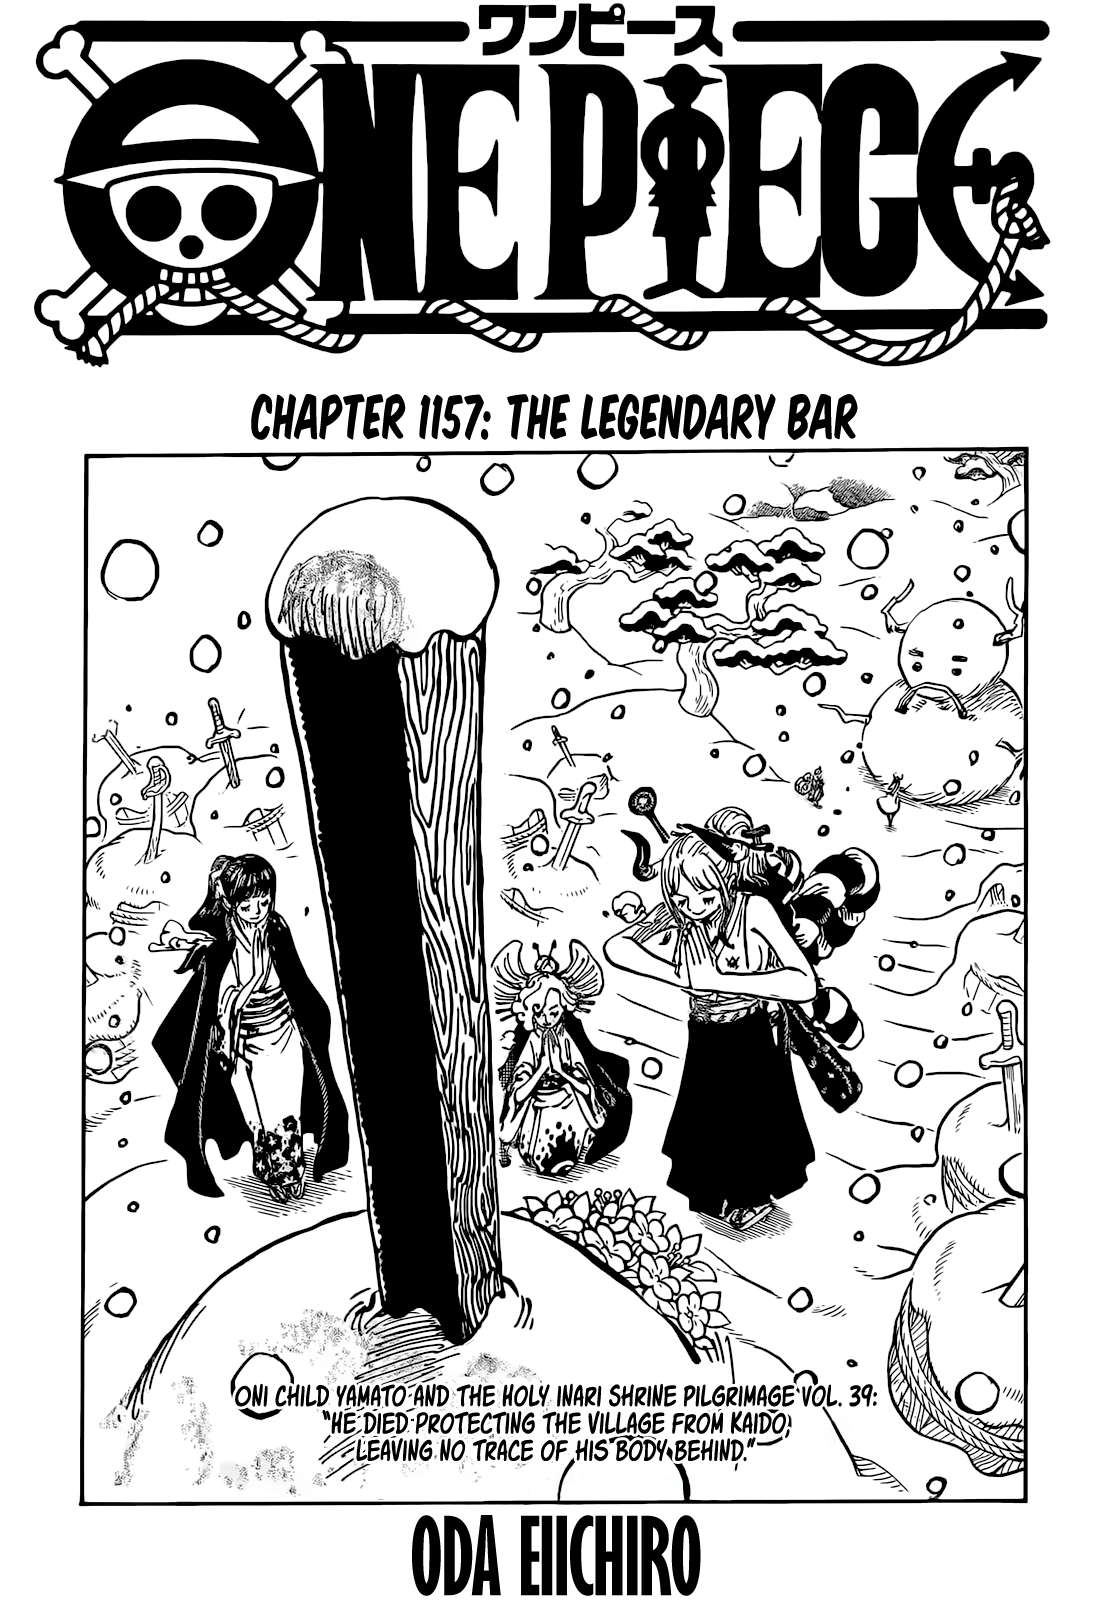 ワンピース
ONE PIECE
CHAPTER 1157: THE LEGENDARY BAR
ONI CHILD YAMATO AND THE HOLY INARI SHRINE PILGRIMAGE VOL. 39:
"HE DIED PROTECTING THE VILLAGE FROM KAIDO,
LEAVING NO TRACE OF HIS BODY BEHIND."
ODA EIICHIRO